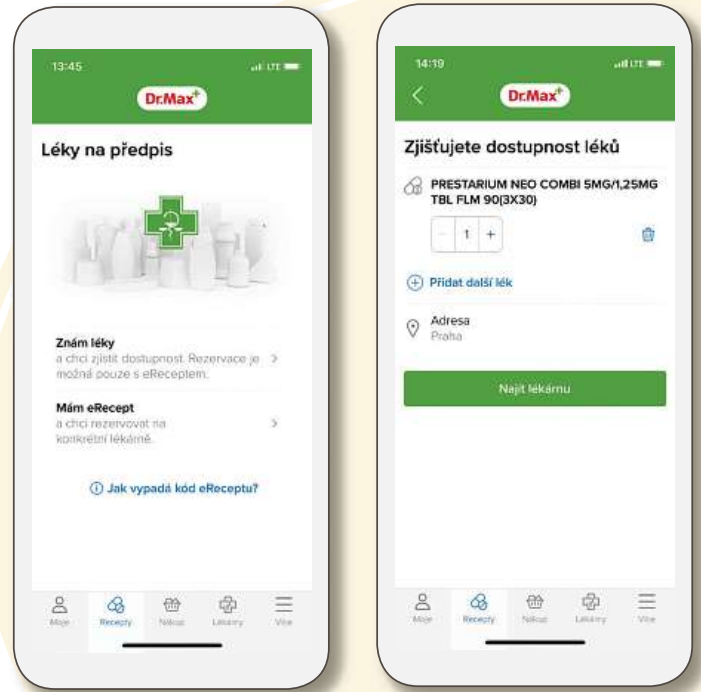 13:45
LTE
Dr.Max+
Léky na předpis
Znám léky
a chci zjistit dostupnost. Rezervace je
možná pouze s eReceptem.
Mám eRecept
a chci rezervovat na
konkrétní lékárně.
Jak vypadá kód eReceptu?
Moje
Recepty
Nákup
Lékárny
Více
14:19
LTE
Dr.Max+
Zjišťujete dostupnost léků
PRESTARIUM NEO COMBI 5MG/1,25MG
TBL FLM 90(3X30)
- 1 +
Přidat další lék
Adresa
Praha
Najít lékárnu
Moje
Recepty
Nákup
Lékárny
Více